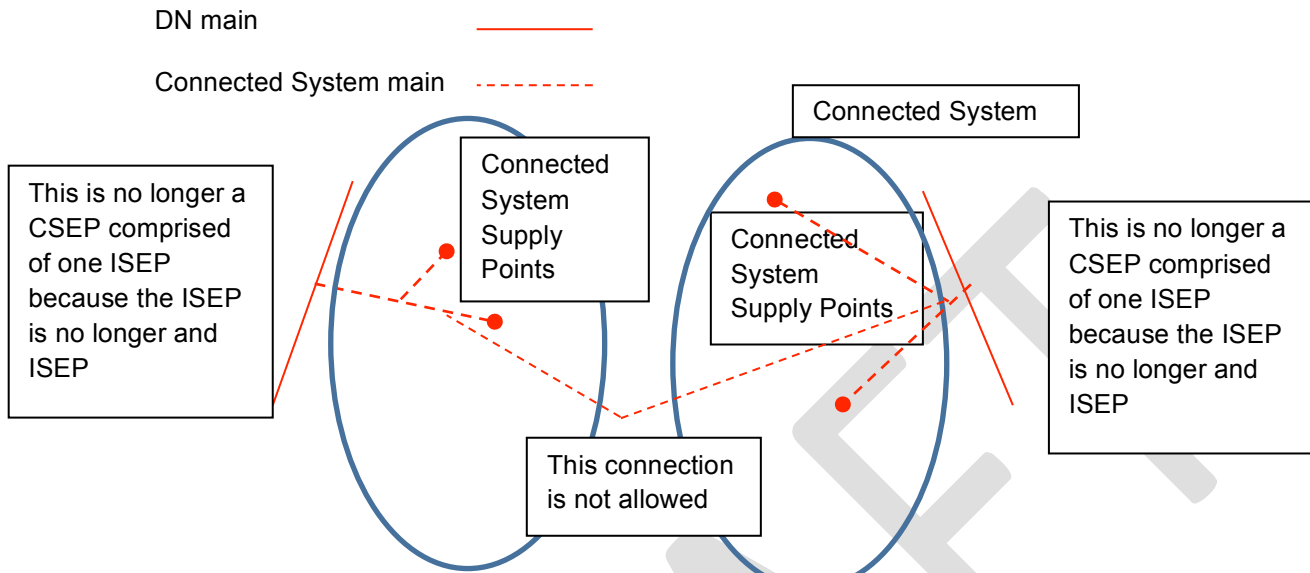 DN main
Connected System main
Connected System
This is no longer a
CSEP comprised
of one ISEP
because the ISEP
is no longer and
ISEP
Connected
System
Supply
Points
Connected
System
Supply Points
This is no longer a
CSEP comprised
of one ISEP
because the ISEP
is no longer and
ISEP
This connection
is not allowed